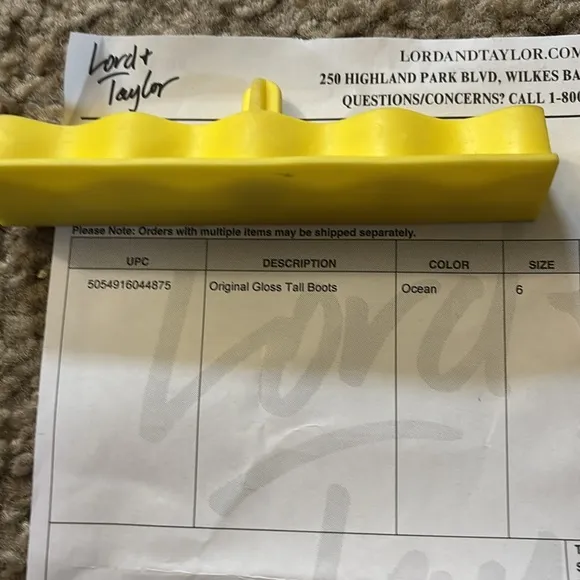 Lord +
Taylor
LORDANDTAYLOR.COM
250 HIGHLAND PARK BLVD, WILKES BA
QUESTIONS/CONCERNS? CALL 1-800
Please Note: Orders with multiple items may be shipped separately.
UPC DESCRIPTION COLOR SIZE
5054916044875 Original Gloss Tall Boots Ocean 6
Lord